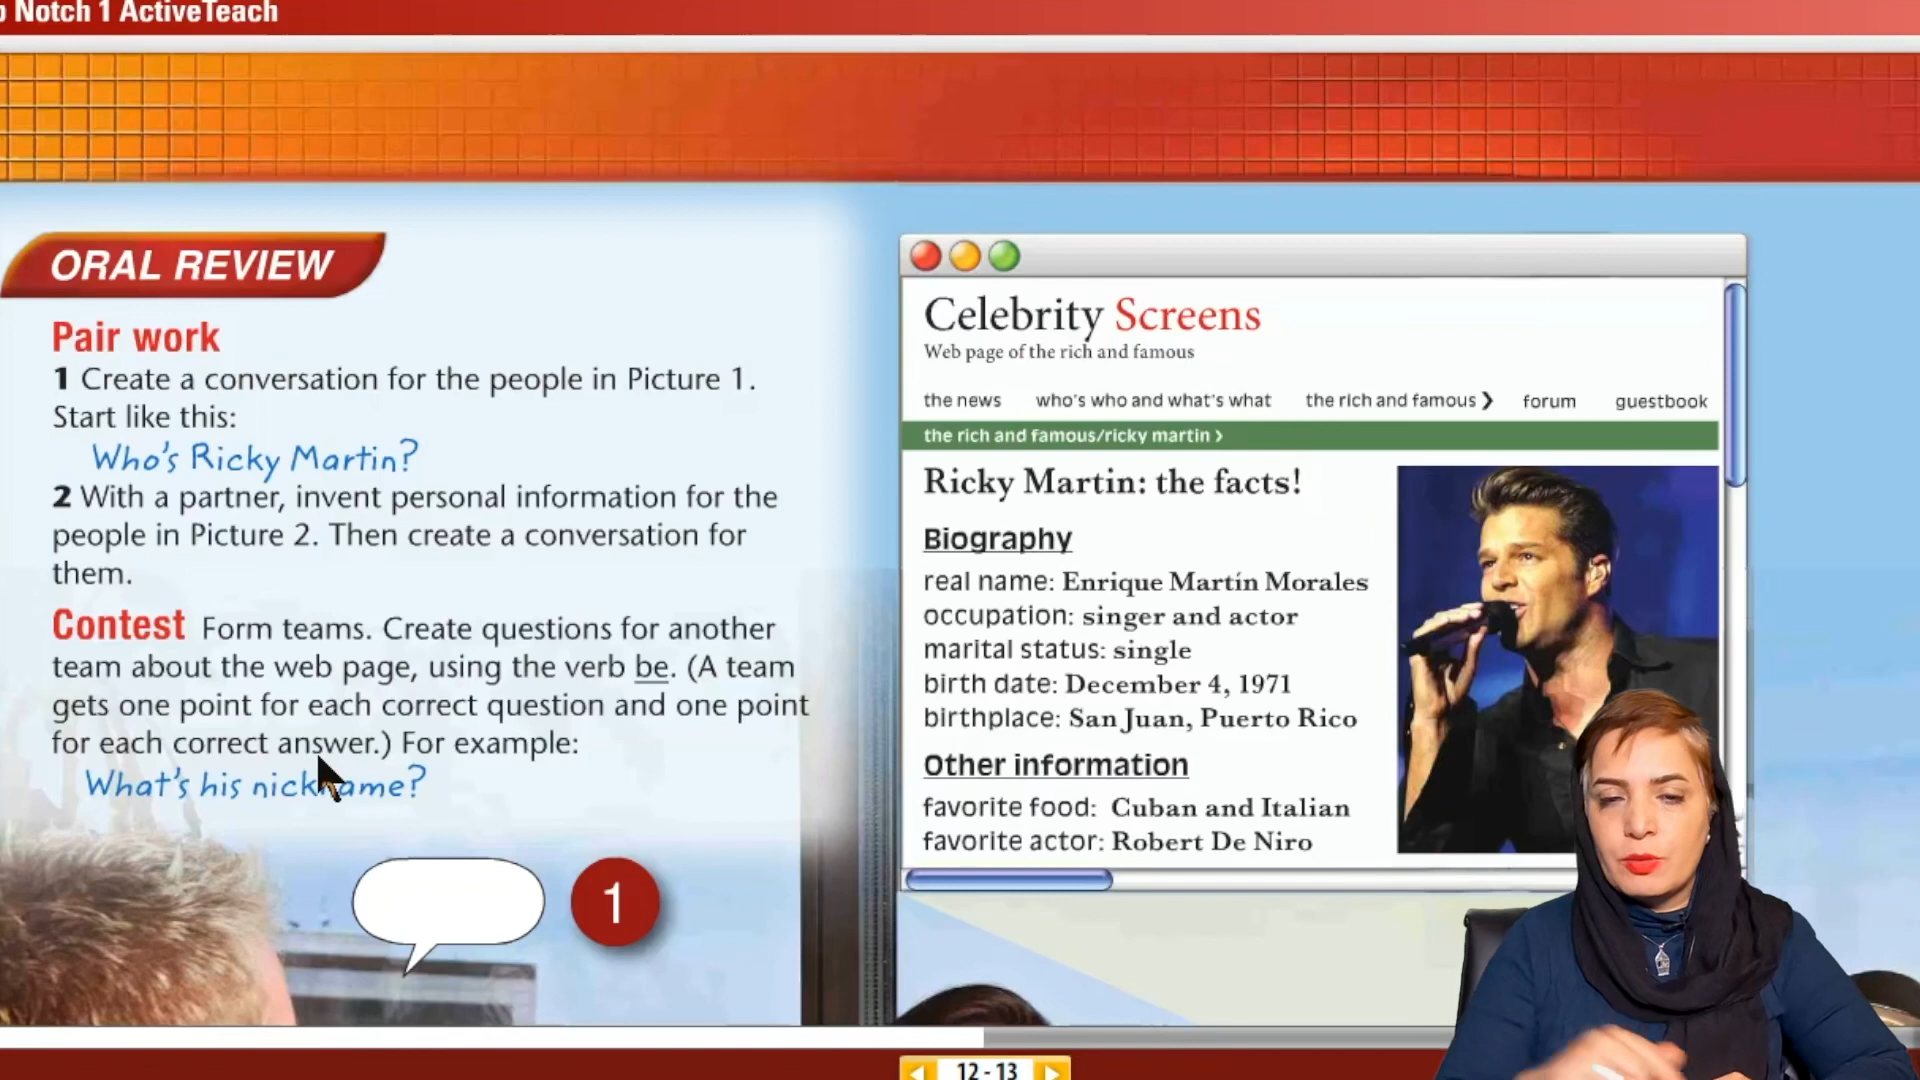 Notch 1 ActiveTeach
ORAL REVIEW
Pair work
1 Create a conversation for the people in Picture 1.
Start like this:
Who's Ricky Martin?
2 With a partner, invent personal information for the
people in Picture 2. Then create a conversation for
them.
Contest Form teams. Create questions for another
team about the web page, using the verb be. (A team
gets one point for each correct question and one point
for each correct answer.) For example:
What's his nickname?
1
Celebrity Screens
Web page of the rich and famous
the news who's who and what's what the rich and famous ❯ forum guestbook
the rich and famous/ricky martin ›
Ricky Martin: the facts!
Biography
real name: Enrique Martín Morales
occupation: singer and actor
marital status: single
birth date: December 4, 1971
birthplace: San Juan, Puerto Rico
Other information
favorite food: Cuban and Italian
favorite actor: Robert De Niro
12 - 13